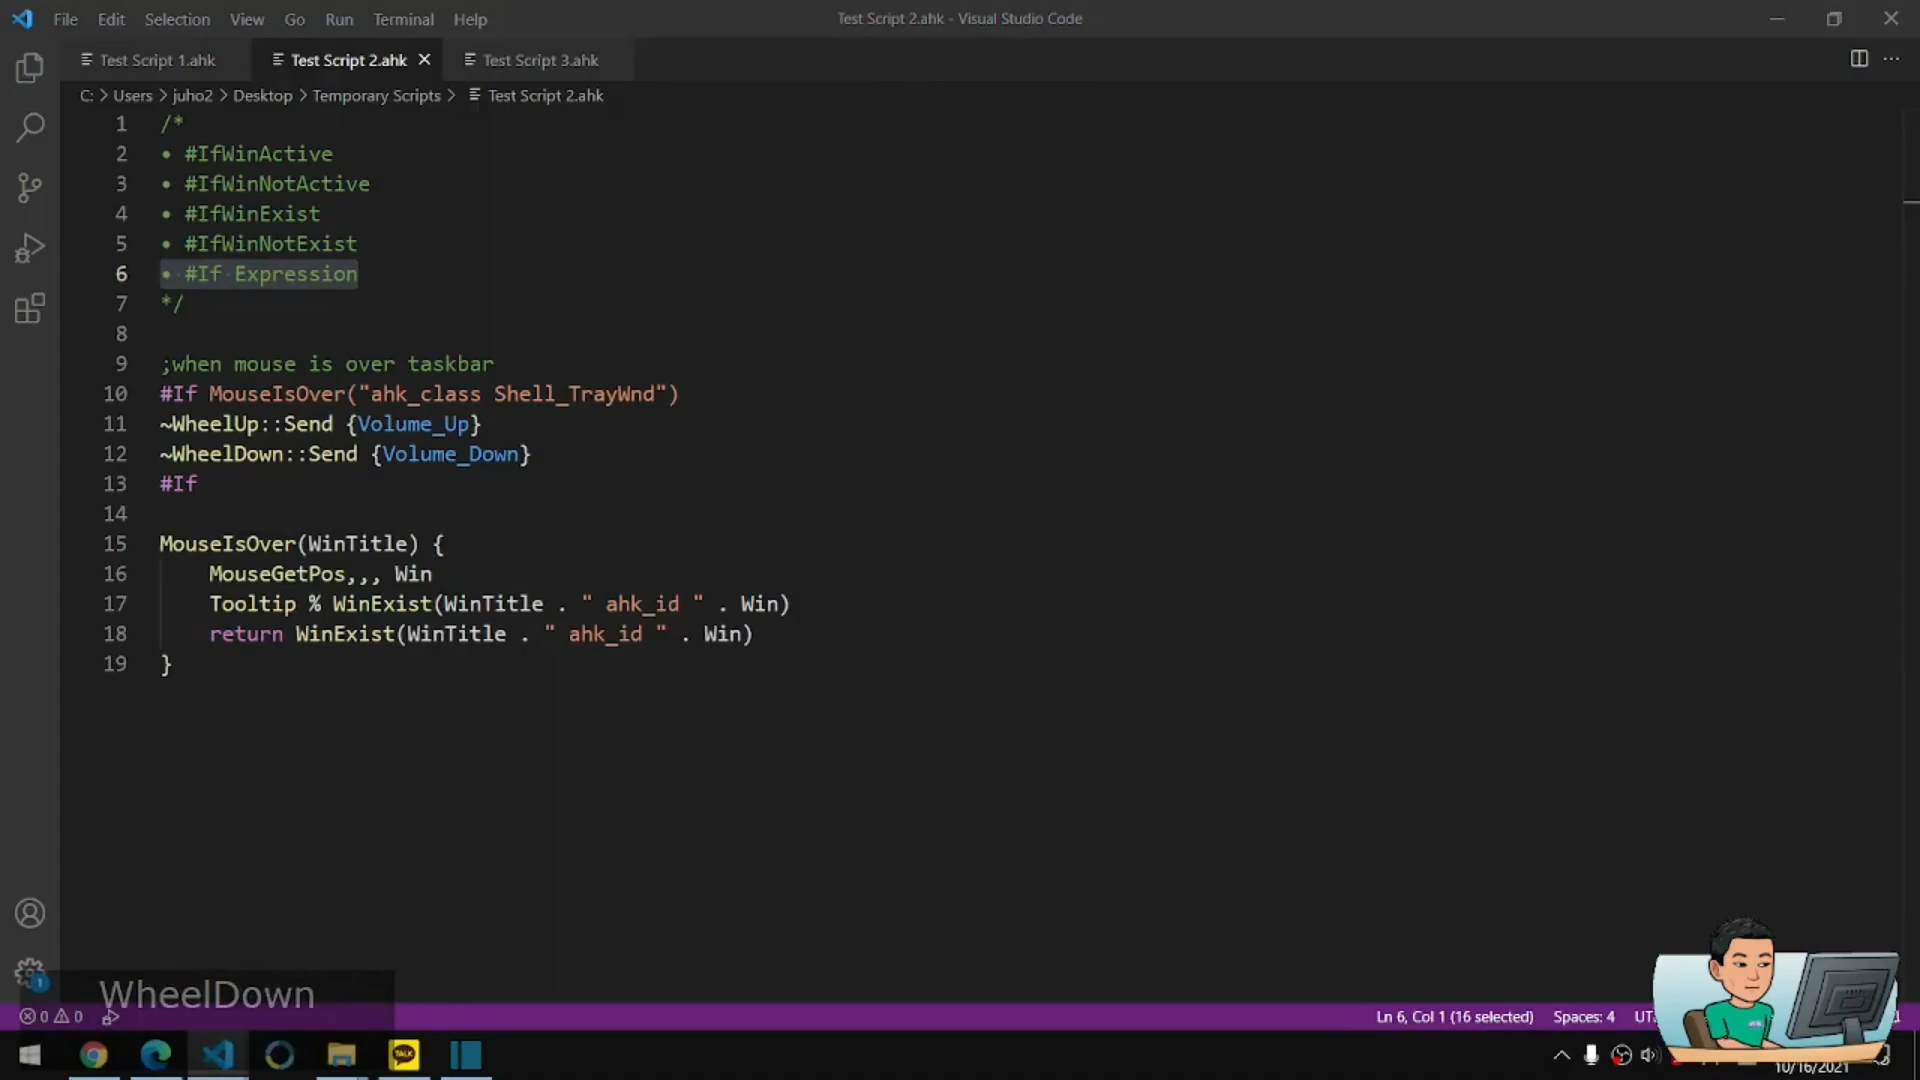 File Edit Selection View Go Run Terminal Help
Test Script 2.ahk - Visual Studio Code
Test Script 1.ahk Test Script 2.ahk Test Script 3.ahk
C: > Users > juho2 > Desktop > Temporary Scripts > Test Script 2.ahk
1 /*
2 • #IfWinActive
3 • #IfWinNotActive
4 • #IfWinExist
5 • #IfWinNotExist
6 • #If Expression
7 */
8
9 ;when mouse is over taskbar
10 #If MouseIsOver("ahk_class Shell_TrayWnd")
11 ~WheelUp::Send {Volume_Up}
12 ~WheelDown::Send {Volume_Down}
13 #If
14
15 MouseIsOver(WinTitle) {
16 MouseGetPos,,, Win
17 Tooltip % WinExist(WinTitle . " ahk_id " . Win)
18 return WinExist(WinTitle . " ahk_id " . Win)
19 }
1
WheelDown
0 0
Ln 6, Col 1 (16 selected) Spaces: 4
TALK
10/16/2021